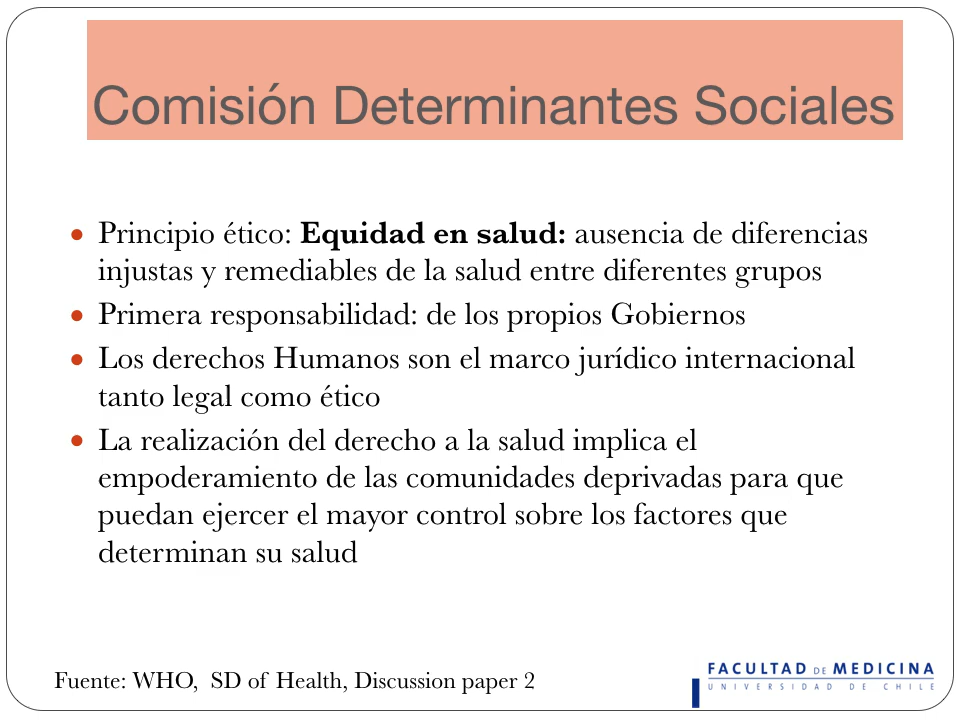 Comisión Determinantes Sociales
• Principio ético: Equidad en salud: ausencia de diferencias
injustas y remediables de la salud entre diferentes grupos
• Primera responsabilidad: de los propios Gobiernos
• Los derechos Humanos son el marco jurídico internacional
tanto legal como ético
• La realización del derecho a la salud implica el
empoderamiento de las comunidades deprivadas para que
puedan ejercer el mayor control sobre los factores que
determinan su salud
Fuente: WHO, SD of Health, Discussion paper 2
FACULTAD DE MEDICINA
UNIVERSIDAD DE CHILE